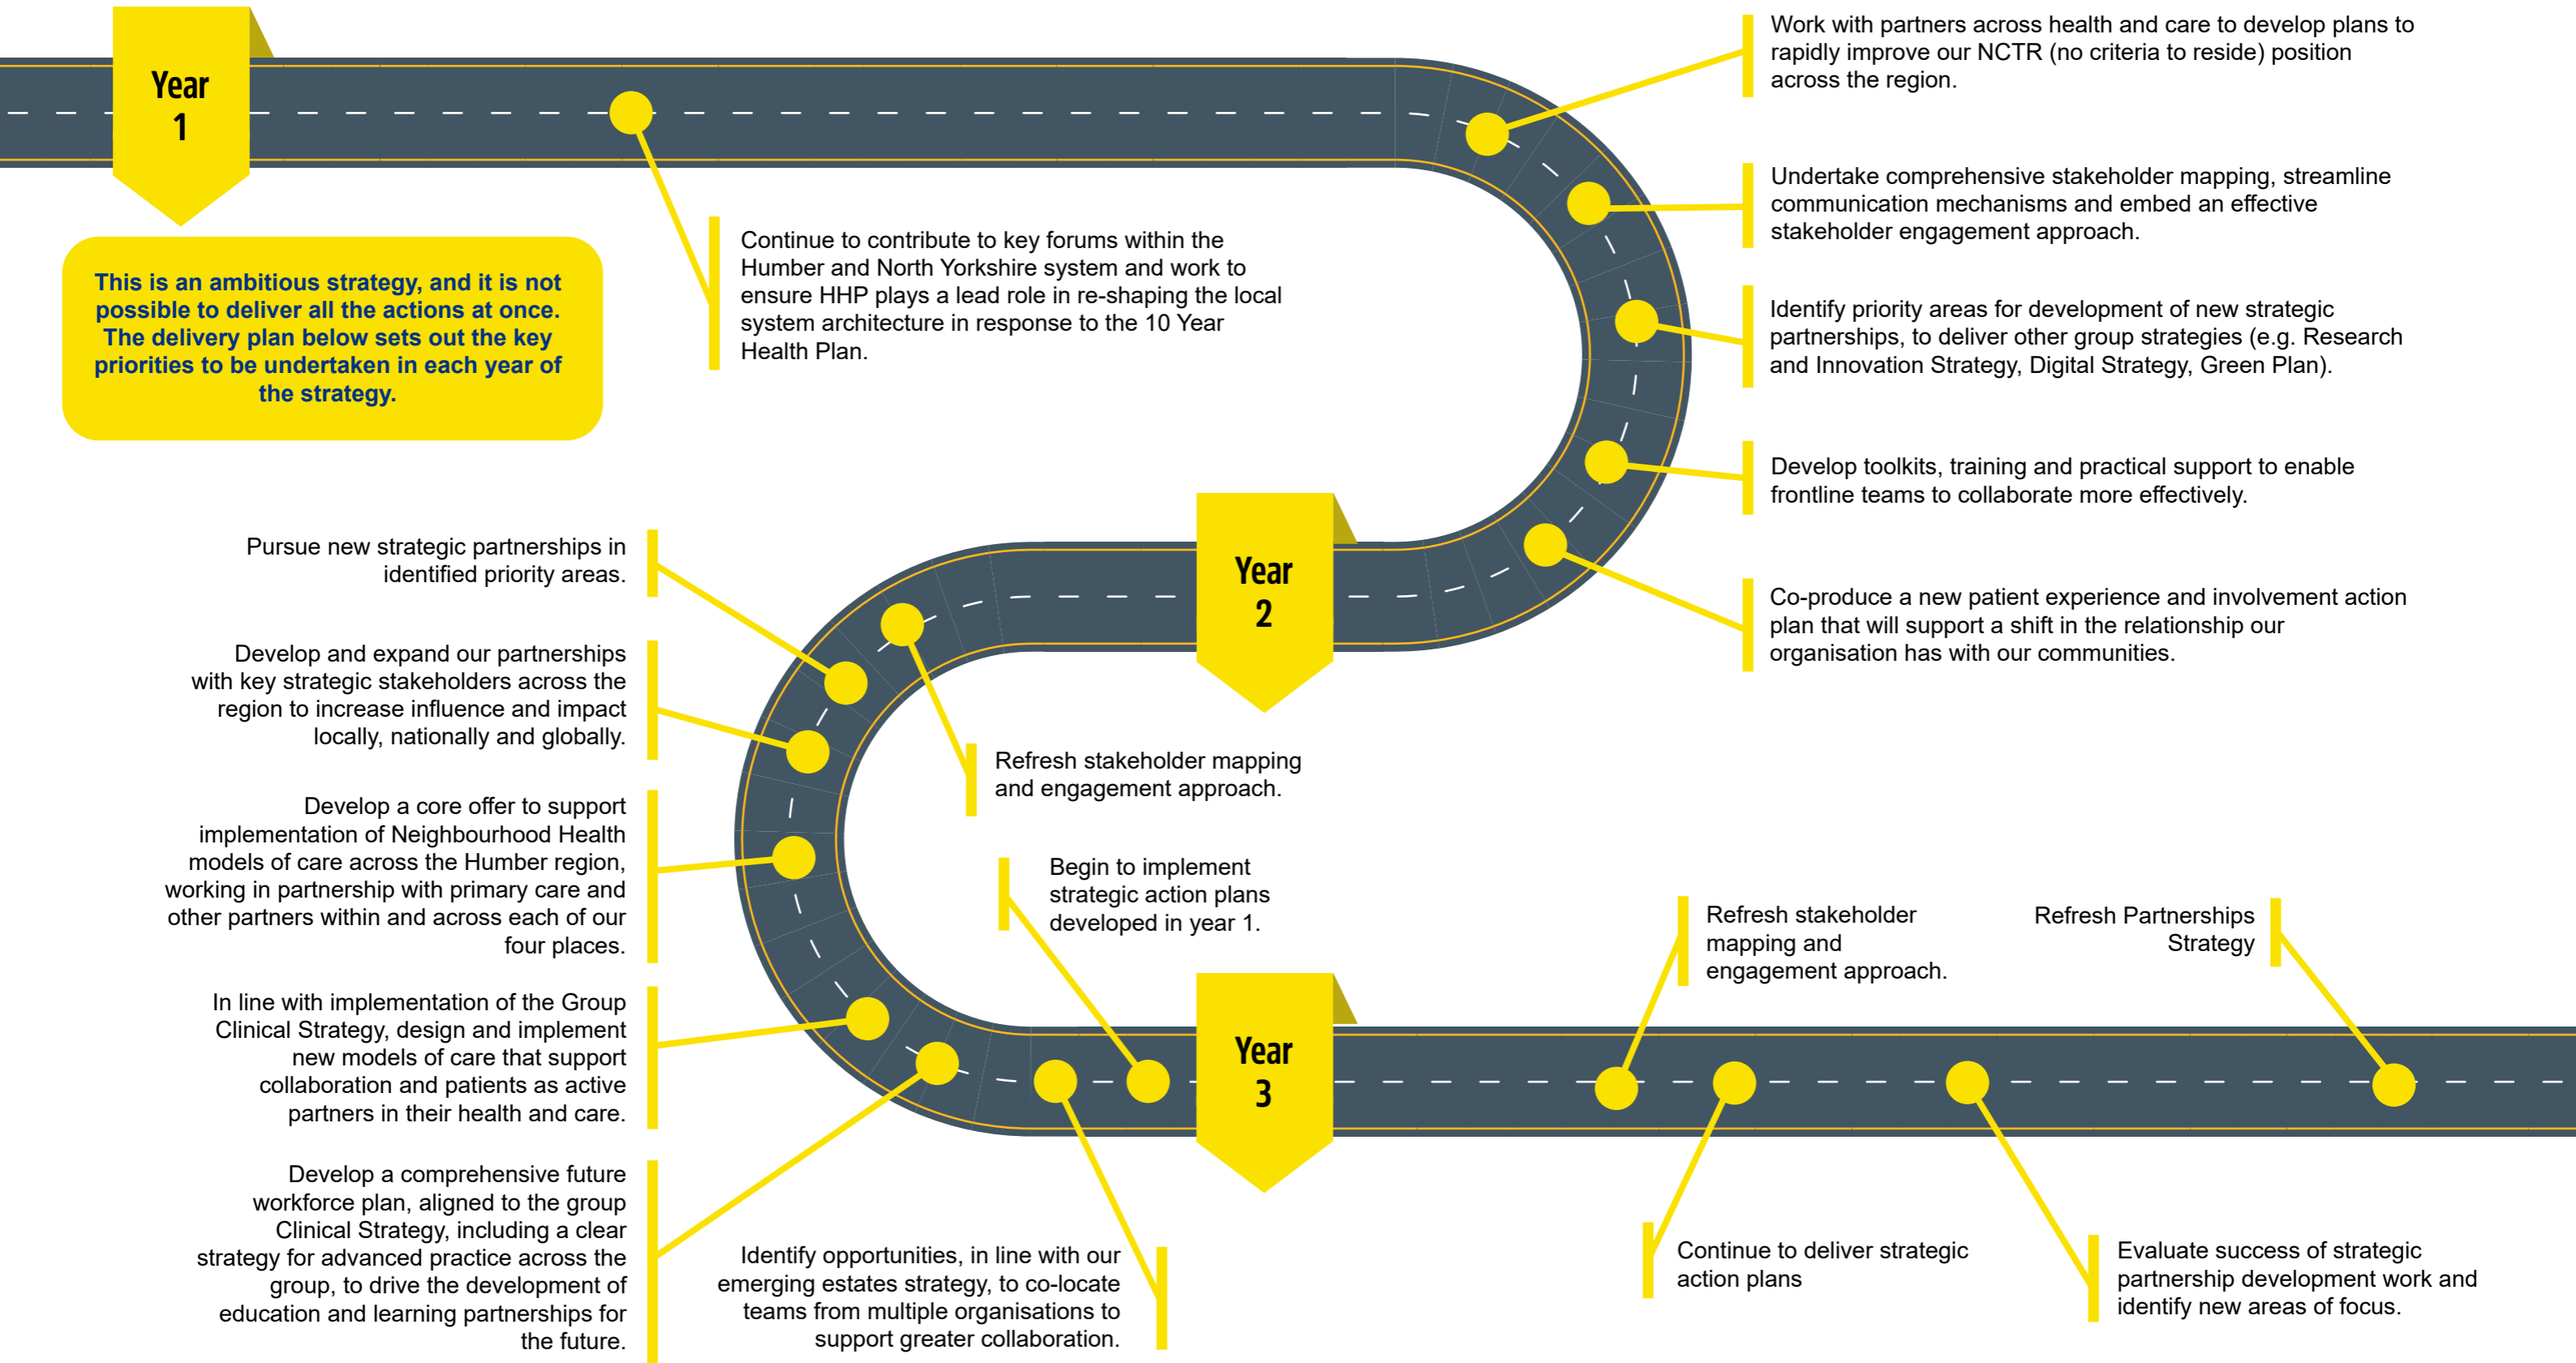 Year
1
This is an ambitious strategy, and it is not
possible to deliver all the actions at once.
The delivery plan below sets out the key
priorities to be undertaken in each year of
the strategy.
Continue to contribute to key forums within the
Humber and North Yorkshire system and work to
ensure HHP plays a lead role in re-shaping the local
system architecture in response to the 10 Year
Health Plan.
Work with partners across health and care to develop plans to
rapidly improve our NCTR (no criteria to reside) position
across the region.
Undertake comprehensive stakeholder mapping, streamline
communication mechanisms and embed an effective
stakeholder engagement approach.
Identify priority areas for development of new strategic
partnerships, to deliver other group strategies (e.g. Research
and Innovation Strategy, Digital Strategy, Green Plan).
Develop toolkits, training and practical support to enable
frontline teams to collaborate more effectively.
Co-produce a new patient experience and involvement action
plan that will support a shift in the relationship our
organisation has with our communities.
Year
2
Refresh stakeholder mapping
and engagement approach.
Pursue new strategic partnerships in
identified priority areas.
Develop and expand our partnerships
with key strategic stakeholders across the
region to increase influence and impact
locally, nationally and globally.
Develop a core offer to support
implementation of Neighbourhood Health
models of care across the Humber region,
working in partnership with primary care and
other partners within and across each of our
four places.
In line with implementation of the Group
Clinical Strategy, design and implement
new models of care that support
collaboration and patients as active
partners in their health and care.
Develop a comprehensive future
workforce plan, aligned to the group
Clinical Strategy, including a clear
strategy for advanced practice across the
group, to drive the development of
education and learning partnerships for
the future.
Identify opportunities, in line with our
emerging estates strategy, to co-locate
teams from multiple organisations to
support greater collaboration.
Begin to implement
strategic action plans
developed in year 1.
Year
3
Refresh stakeholder
mapping and
engagement approach.
Continue to deliver strategic
action plans
Evaluate success of strategic
partnership development work and
identify new areas of focus.
Refresh Partnerships
Strategy